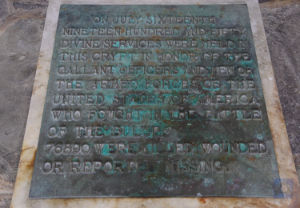 ON JULY SIXTEENTH
NINETEEN HUNDRED AND FIFTY
DIVINE SERVICES WERE HELD IN
THIS CRYPT IN HONOR OF THE
GALLANT OFFICERS AND MEN OF
THE ARMED FORCES OF THE
UNITED STATES OF AMERICA
WHO FOUGHT IN THE BATTLE
OF THE BULGE
76890 WERE KILLED WOUNDED
OR REPORTED MISSING